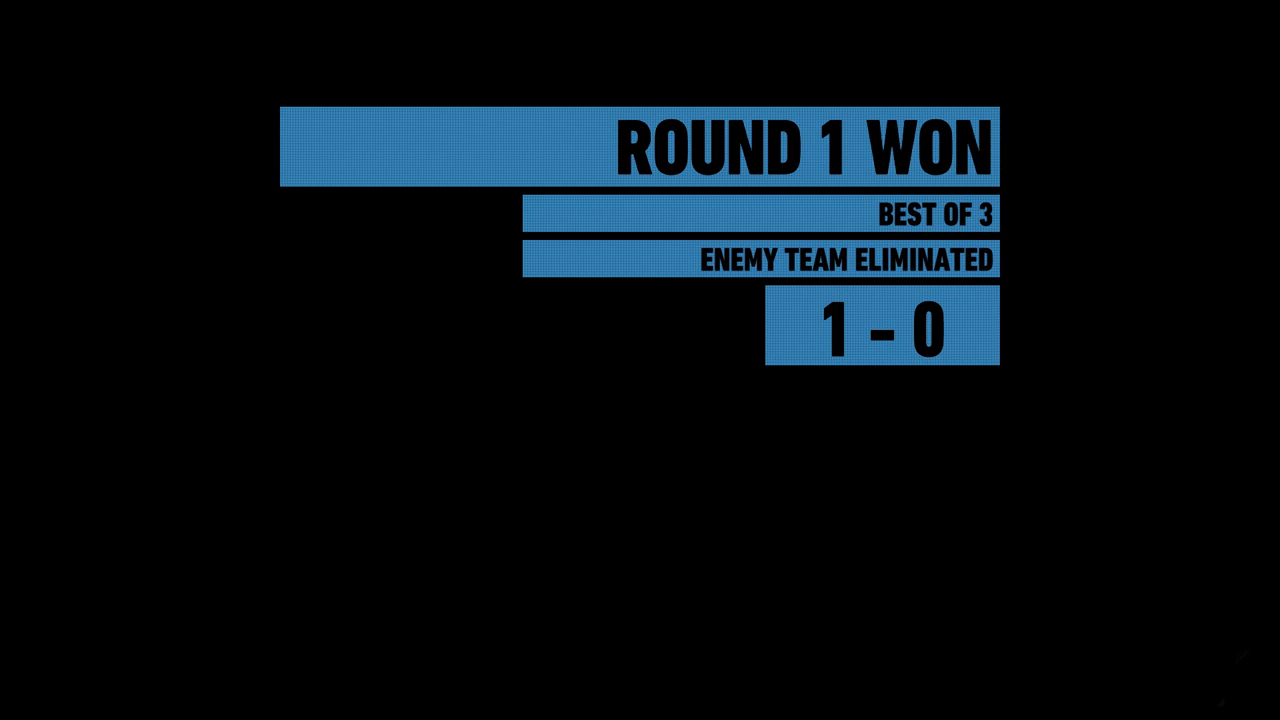 ROUND 1 WON
BEST OF 3
ENEMY TEAM ELIMINATED
1 - 0